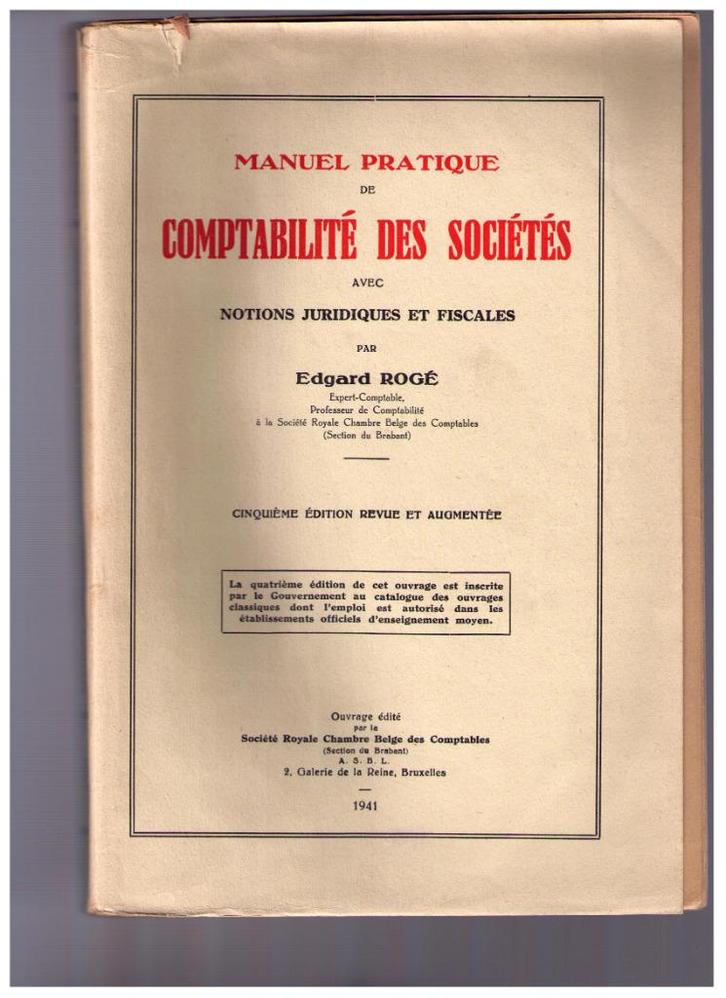 MANUEL PRATIQUE
DE
COMPTABILITÉ DES SOCIÉTÉS
AVEC
NOTIONS JURIDIQUES ET FISCALES
PAR
Edgard ROGÉ
Expert-Comptable,
Professeur de Comptabilité
à la Société Royale Chambre Belge des Comptables
(Section du Brabant)
CINQUIÈME ÉDITION REVUE ET AUGMENTÉE
La quatrième édition de cet ouvrage est inscrite
par le Gouvernement au catalogue des ouvrages
classiques dont l'emploi est autorisé dans les
établissements officiels d'enseignement moyen.
Ouvrage édité
par la
Société Royale Chambre Belge des Comptables
(Section du Brabant)
A. S. B. L.
2, Galerie de la Reine, Bruxelles
1941